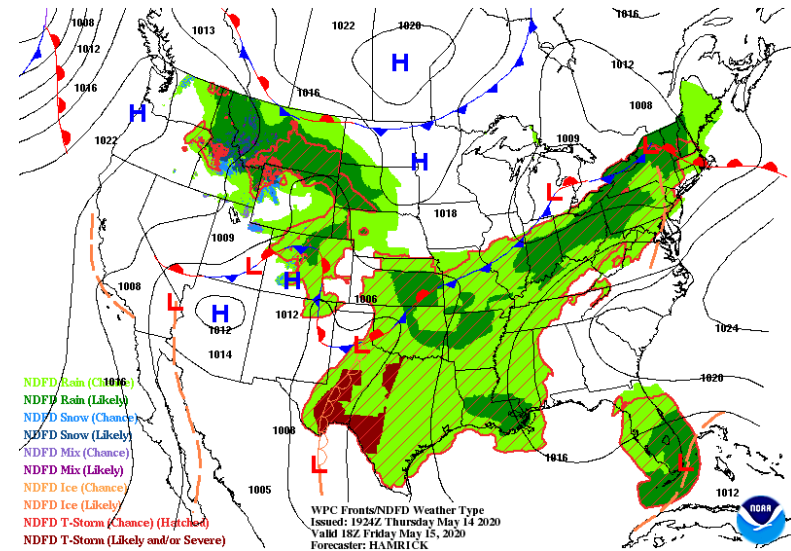 1008
1012
1016
1022
1013
1022
1020
1016
1016
1012
1008
1009
H
H
H
L
L
1018
1009
1008
L
L
H
H
1012
1014
1012
1006
L
1024
1020
1016
1008
L
1005
1016
L
1012
NDFD Rain (Chance)
NDFD Rain (Likely)
NDFD Snow (Chance)
NDFD Snow (Likely)
NDFD Mix (Chance)
NDFD Mix (Likely)
NDFD Ice (Chance)
NDFD Ice (Likely)
NDFD T-Storm (Chance) (Hatched)
NDFD T-Storm (Likely and/or Severe)
WPC Fronts/NDFD Weather Type
Issued: 1924Z Thursday May 14 2020
Valid 18Z Friday May 15, 2020
Forecaster: HAMRICK
NOAA